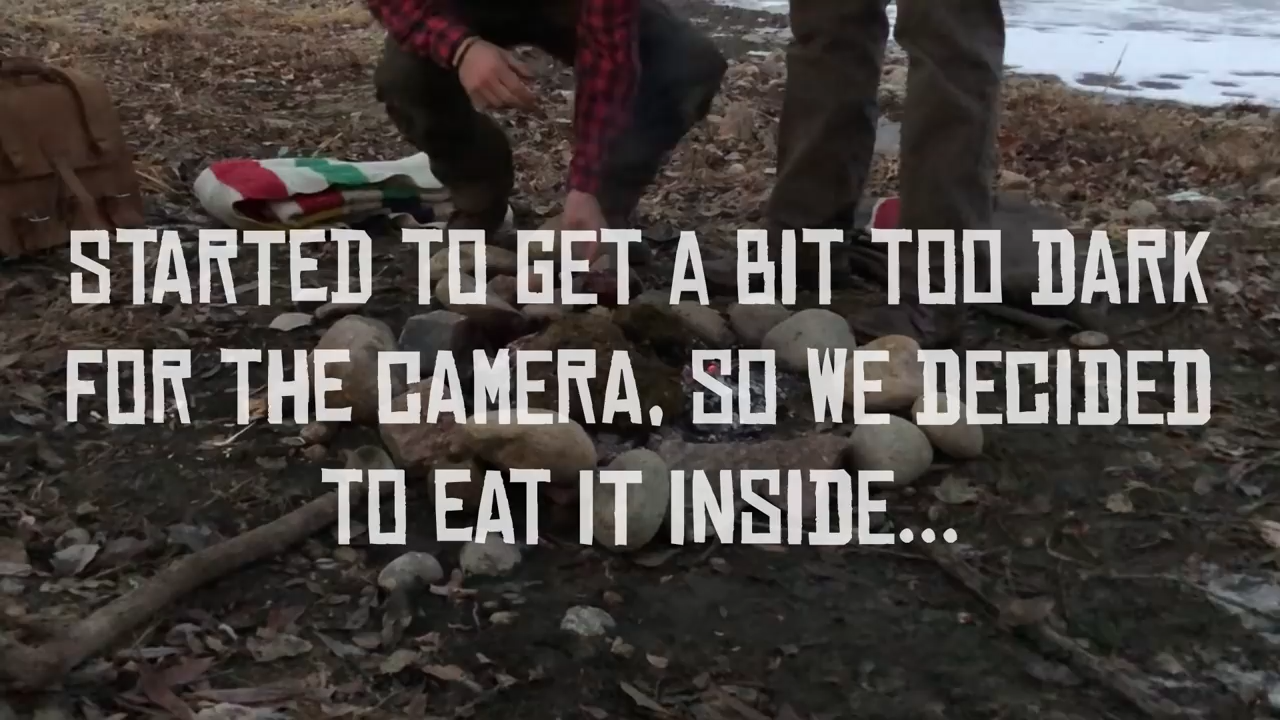 STARTED TO GET A BIT TOO DARK
FOR THE CAMERA, SO WE DECIDED
TO EAT IT INSIDE...